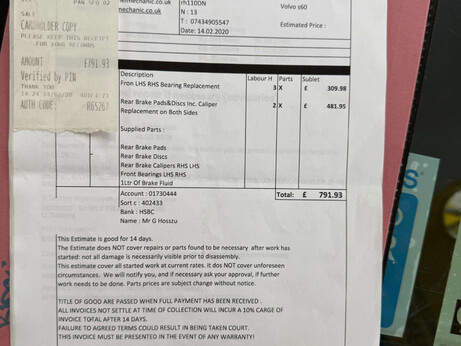 SALE
CARDHOLDER COPY
PLEASE KEEP THIS RECEIPT
FOR YOUR RECORDS
AMOUNT £791.93
Verified by PIN
THANK YOU
AUTH CODE: R65267
mechanic.co.uk
rh110DN
N : 13
T : 07434905547
Date: 14.02.2020
Volvo s60
Estimated Price :
Description Labour H Parts Sublet
Fron LHS RHS Bearing Replacement 3 X £ 309.98
Rear Brake Pads&Discs Inc. Caliper 2 X £ 481.95
Replacement on Both Sides
Supplied Parts :
Rear Brake Pads
Rear Brake Discs
Rear Brake Calipers RHS LHS
Front Bearings LHS RHS
1Ltr Of Brake Fluid
Account : 01730444 Total: £ 791.93
Sort c : 402433
Bank : HSBC
Name : Mr G Hosszu
This Estimate is good for 14 days.
The Estimate does NOT cover repairs or parts found to be necessary after work has
started: not all damage is necessarily visible prior to disassembly.
This estimate cover all started work at current rates. it dos NOT cover unforeseen
circumstances. We will notify you, and if necessary ask your approval, if further
work needs to be done. Parts prices are subject change without notice.
TITLE OF GOOD ARE PASSED WHEN FULL PAYMENT HAS BEEN RECEIVED .
ALL INVOICES NOT SETTLE AT TIME OF COLLECTION WILL INCUR A 10% CARGE OF
INVOICE TOTAL AFTER 14 DAYS.
FAILURE TO AGREED TERMS COULD RESULT IN BEING TAKEN COURT.
THIS INVOICE MUST BE PRESENTED IN THE EVENT OF ANY WARRANTY!